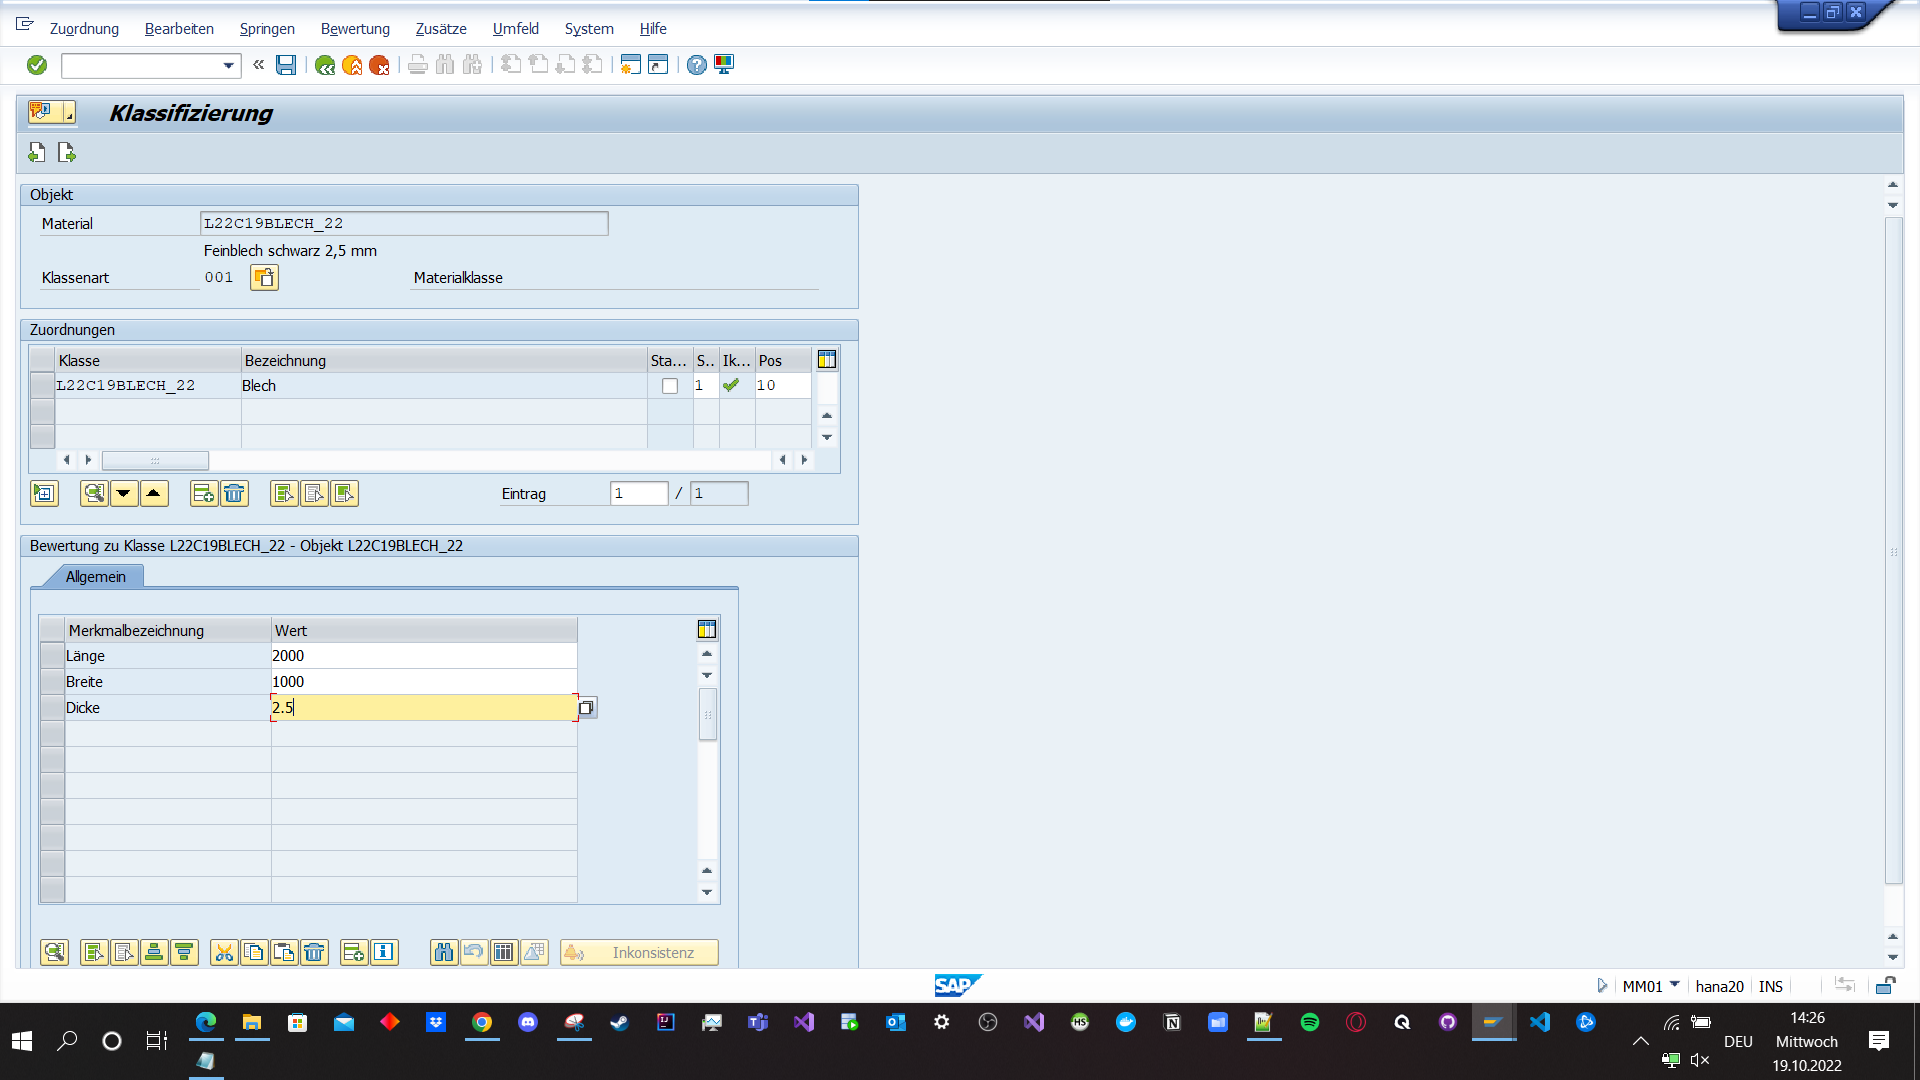 Zuordnung Bearbeiten Springen Bewertung Zusätze Umfeld System Hilfe
Klassifizierung
Objekt
Material L22C19BLECH_22
Feinblech schwarz 2,5 mm
Klassenart 001 Materialklasse
Zuordnungen
Klasse Bezeichnung Sta... S.. Ik... Pos
L22C19BLECH_22 Blech 1 10
Eintrag 1 / 1
Bewertung zu Klasse L22C19BLECH_22 - Objekt L22C19BLECH_22
Allgemein
Merkmalbezeichnung Wert
Länge 2000
Breite 1000
Dicke 2.5
Inkonsistenz
SAP MM01 hana20 INS
14:26
DEU Mittwoch
19.10.2022